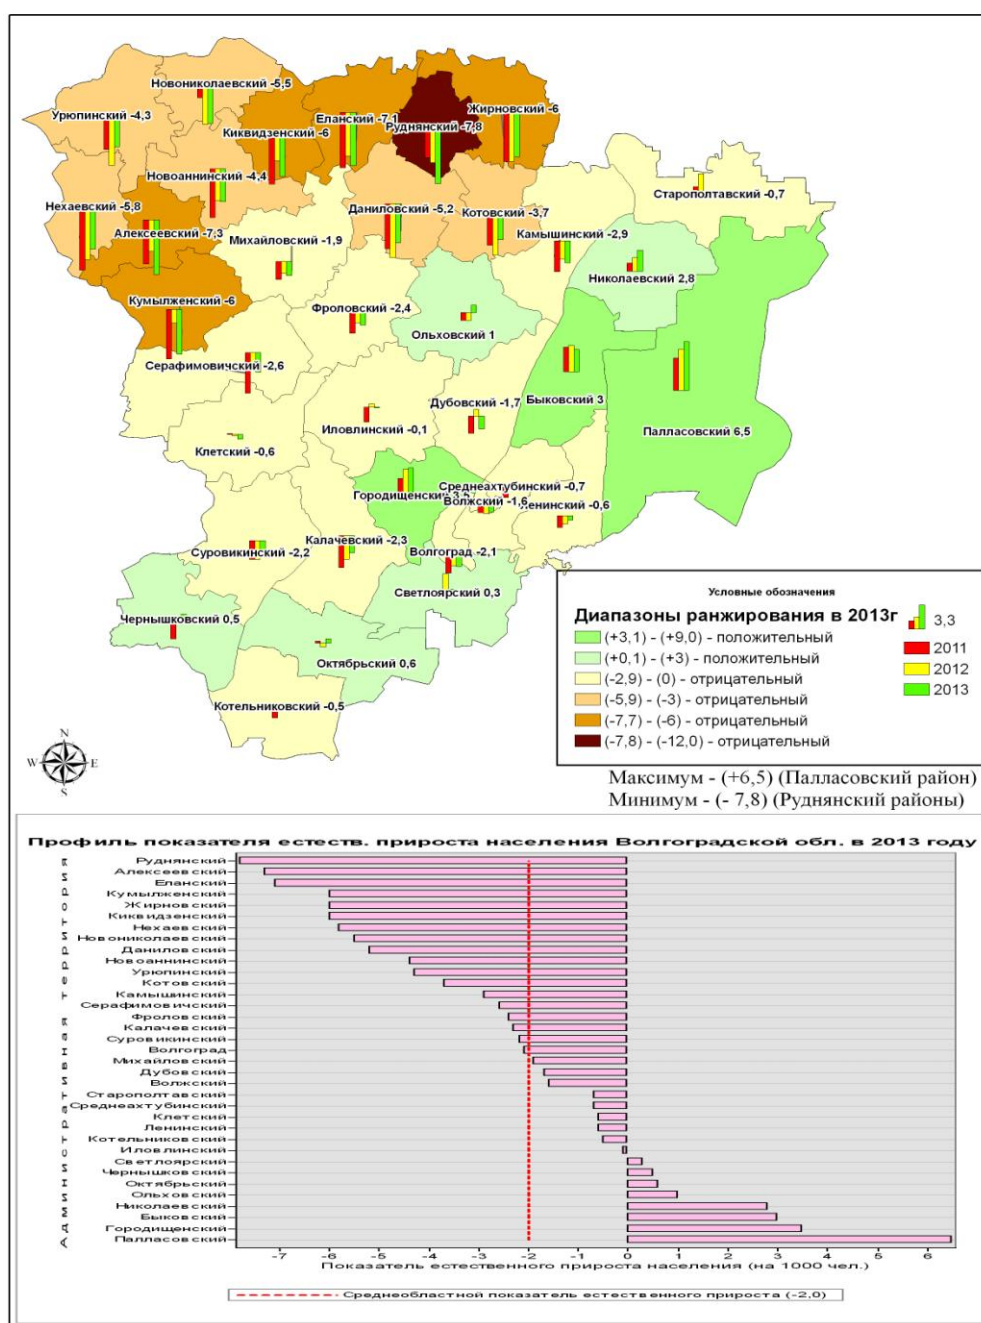 Новониколаевский -5,5
Урюпинский -4,3
Жирновский -6
Еланский -7,1
Руднянский -7,8
Киквидзенский -6
Новоаннинский -4,4
Старополтавский -0,7
Нехаевский -5,8
Даниловский -5,2
Котовский -3,7
Алексеевский -7,3
Камышинский -2,9
Михайловский -1,9
Николаевский 2,8
Кумылженский -6
Фроловский -2,4
Ольховский 1
Серафимовичский -2,6
Быковский 3
Дубовский -1,7
Иловлинский -0,1
Палласовский 6,5
Клетский -0,6
Среднеахтубинский -0,7
Городищенский 3,5
Волжский -1,6
Ленинский -0,6
Калачевский -2,3
Суровикинский -2,2
Волгоград -2,1
Светлоярский 0,3
Чернышковский 0,5
Октябрьский 0,6
Котельниковский -0,5
Условные обозначения
Диапазоны ранжирования в 2013г
(+3,1) - (+9,0) - положительный
(+0,1) - (+3) - положительный
(-2,9) - (0) - отрицательный
(-5,9) - (-3) - отрицательный
(-7,7) - (-6) - отрицательный
(-7,8) - (-12,0) - отрицательный
3,3
2011
2012
2013
N
W E
S
Максимум - (+6,5) (Палласовский район)
Минимум - (- 7,8) (Руднянский районы)
Профиль показателя естеств. прироста населения Волгоградской обл. в 2013 году
Административная территория
Руднянский
Алексеевский
Еланский
Кумылженский
Жирновский
Киквидзенский
Нехаевский
Новониколаевский
Даниловский
Новоаннинский
Урюпинский
Котовский
Камышинский
Серафимовичский
Фроловский
Калачевский
Суровикинский
Волгоград
Михайловский
Дубовский
Волжский
Старополтавский
Среднеахтубинский
Клетский
Ленинский
Котельниковский
Иловлинский
Светлоярский
Чернышковский
Октябрьский
Ольховский
Николаевский
Быковский
Городищенский
Палласовский
-7 -6 -5 -4 -3 -2 -1 0 1 2 3 4 5 6
Показатель естественного прироста населения (на 1000 чел.)
Среднеобластной показатель естественного прироста (-2,0)